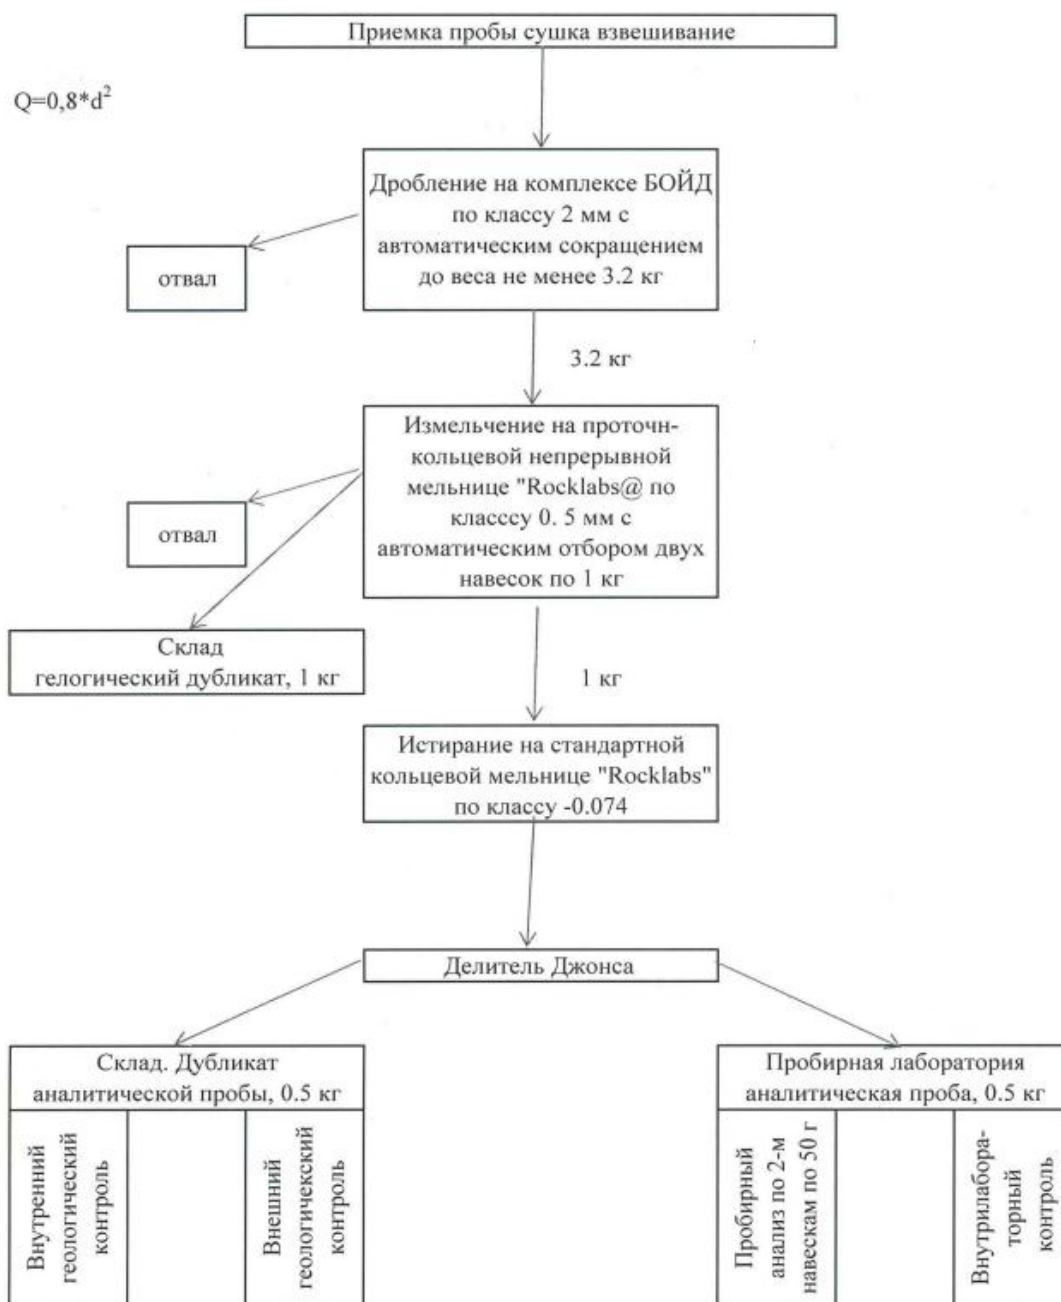 Приемка пробы сушка взвешивание
Q=0,8*d²
Дробление на комплексе БОЙД
по классу 2 мм с
автоматическим сокращением
до веса не менее 3.2 кг
отвал
3.2 кг
Измельчение на проточн-
кольцевой непрерывной
мельнице "Rocklabs@ по
класссу 0. 5 мм с
автоматическим отбором двух
навесок по 1 кг
отвал
Склад
гелогический дубликат, 1 кг
1 кг
Истирание на стандартной
кольцевой мельнице "Rocklabs"
по классу -0.074
Делитель Джонса
Склад. Дубликат
аналитической пробы, 0.5 кг
Пробирная лаборатория
аналитическая проба, 0.5 кг
Внутренний
геологический
контроль
Внешний
геологичекский
контроль
Пробирный
анализ по 2-м
навескам по 50 г
Внутрилабора-
торный
контроль